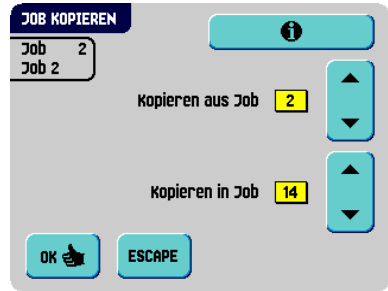 JOB KOPIEREN
Job 2
Job 2
Kopieren aus Job 2
Kopieren in Job 14
OK ESCAPE